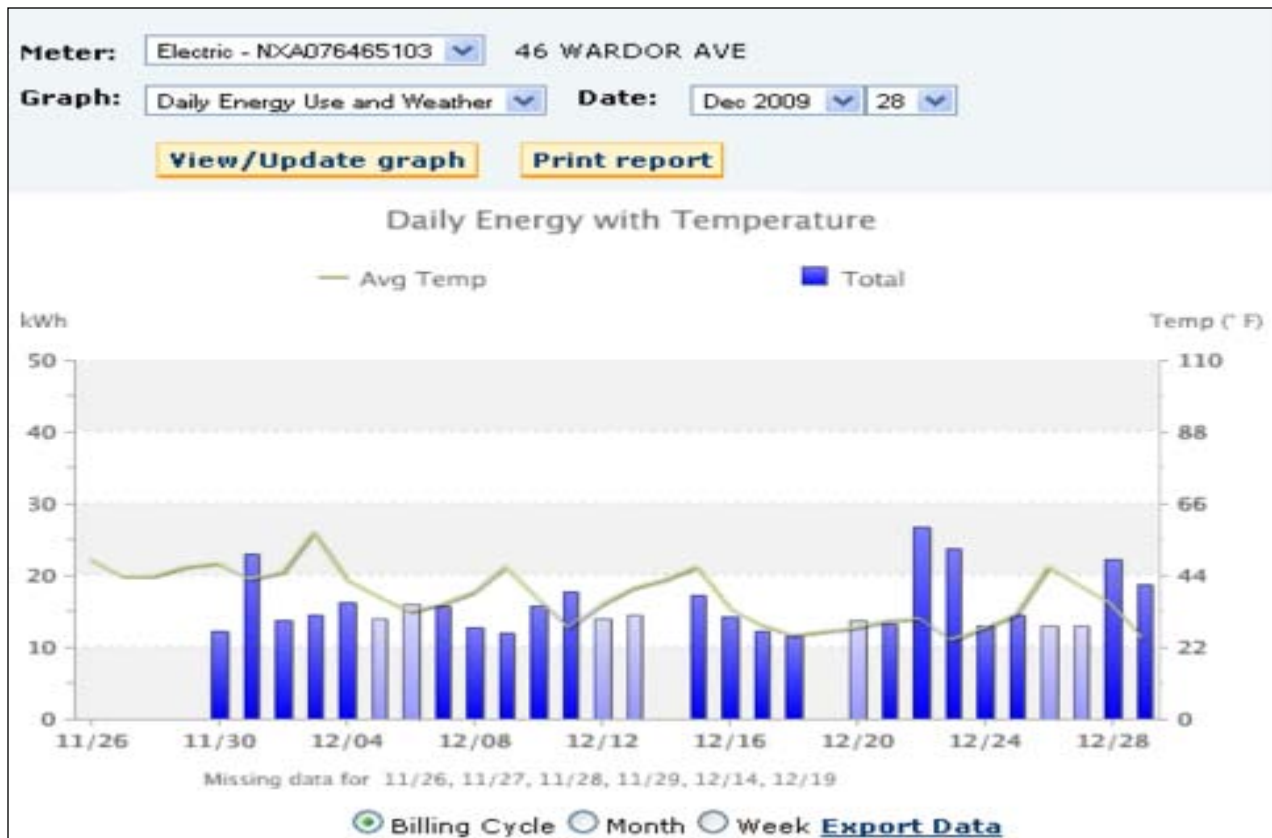 Meter: Electric - NXA076465103 46 WARDOR AVE
Graph: Daily Energy Use and Weather Date: Dec 2009 28
View/Update graph Print report
Daily Energy with Temperature
Avg Temp Total
kWh Temp (° F)
50 110
40 88
30 66
20 44
10 22
0 0
11/26 11/30 12/04 12/08 12/12 12/16 12/20 12/24 12/28
Missing data for 11/26, 11/27, 11/28, 11/29, 12/14, 12/19
Billing Cycle Month Week Export Data